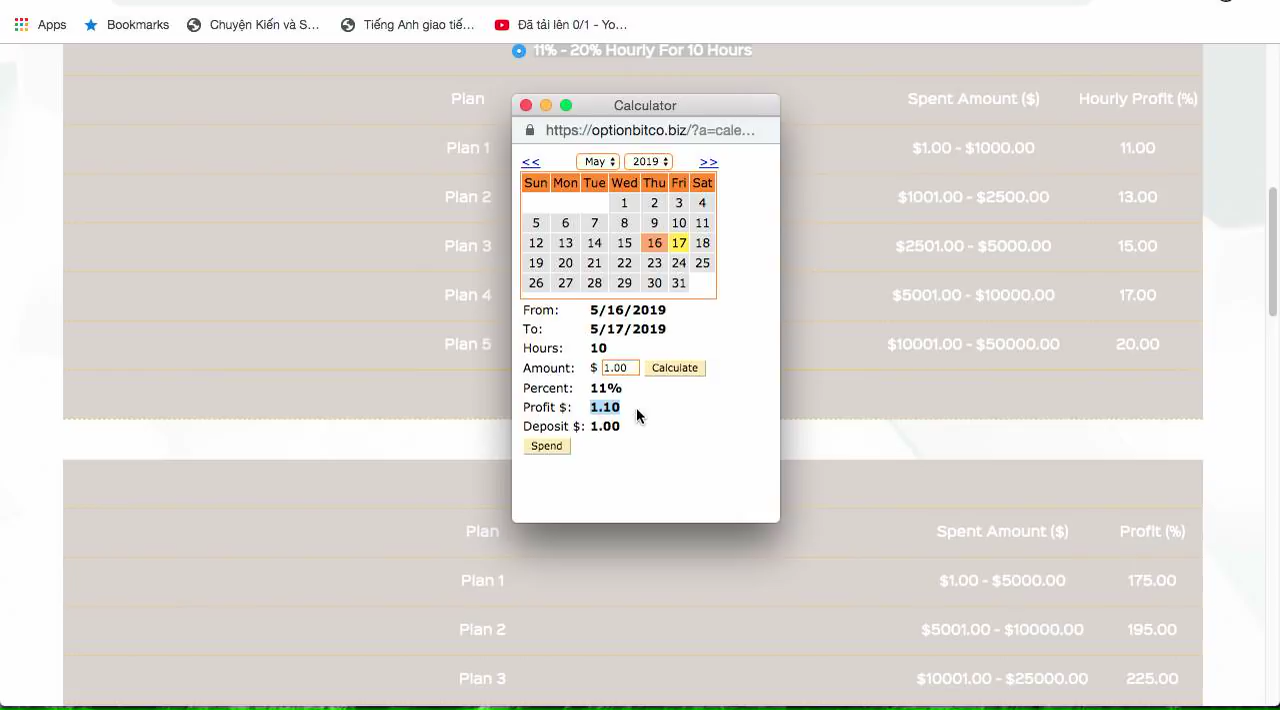 Apps Bookmarks Chuyện Kiến và S... Tiếng Anh giao tiế... Đã tải lên 0/1 - Yo...
11% - 20% Hourly For 10 Hours
Plan Spent Amount ($) Hourly Profit (%)
Plan 1 $1.00 - $1000.00 11.00
Plan 2 $1001.00 - $2500.00 13.00
Plan 3 $2501.00 - $5000.00 15.00
Plan 4 $5001.00 - $10000.00 17.00
Plan 5 $10001.00 - $50000.00 20.00
Calculator
https://optionbitco.biz/?a=cale...
<< May 2019 >>
Sun Mon Tue Wed Thu Fri Sat
1 2 3 4
5 6 7 8 9 10 11
12 13 14 15 16 17 18
19 20 21 22 23 24 25
26 27 28 29 30 31
From: 5/16/2019
To: 5/17/2019
Hours: 10
Amount: $ 1.00 Calculate
Percent: 11%
Profit $: 1.10
Deposit $: 1.00
Spend
Plan Spent Amount ($) Profit (%)
Plan 1 $1.00 - $5000.00 175.00
Plan 2 $5001.00 - $10000.00 195.00
Plan 3 $10001.00 - $25000.00 225.00